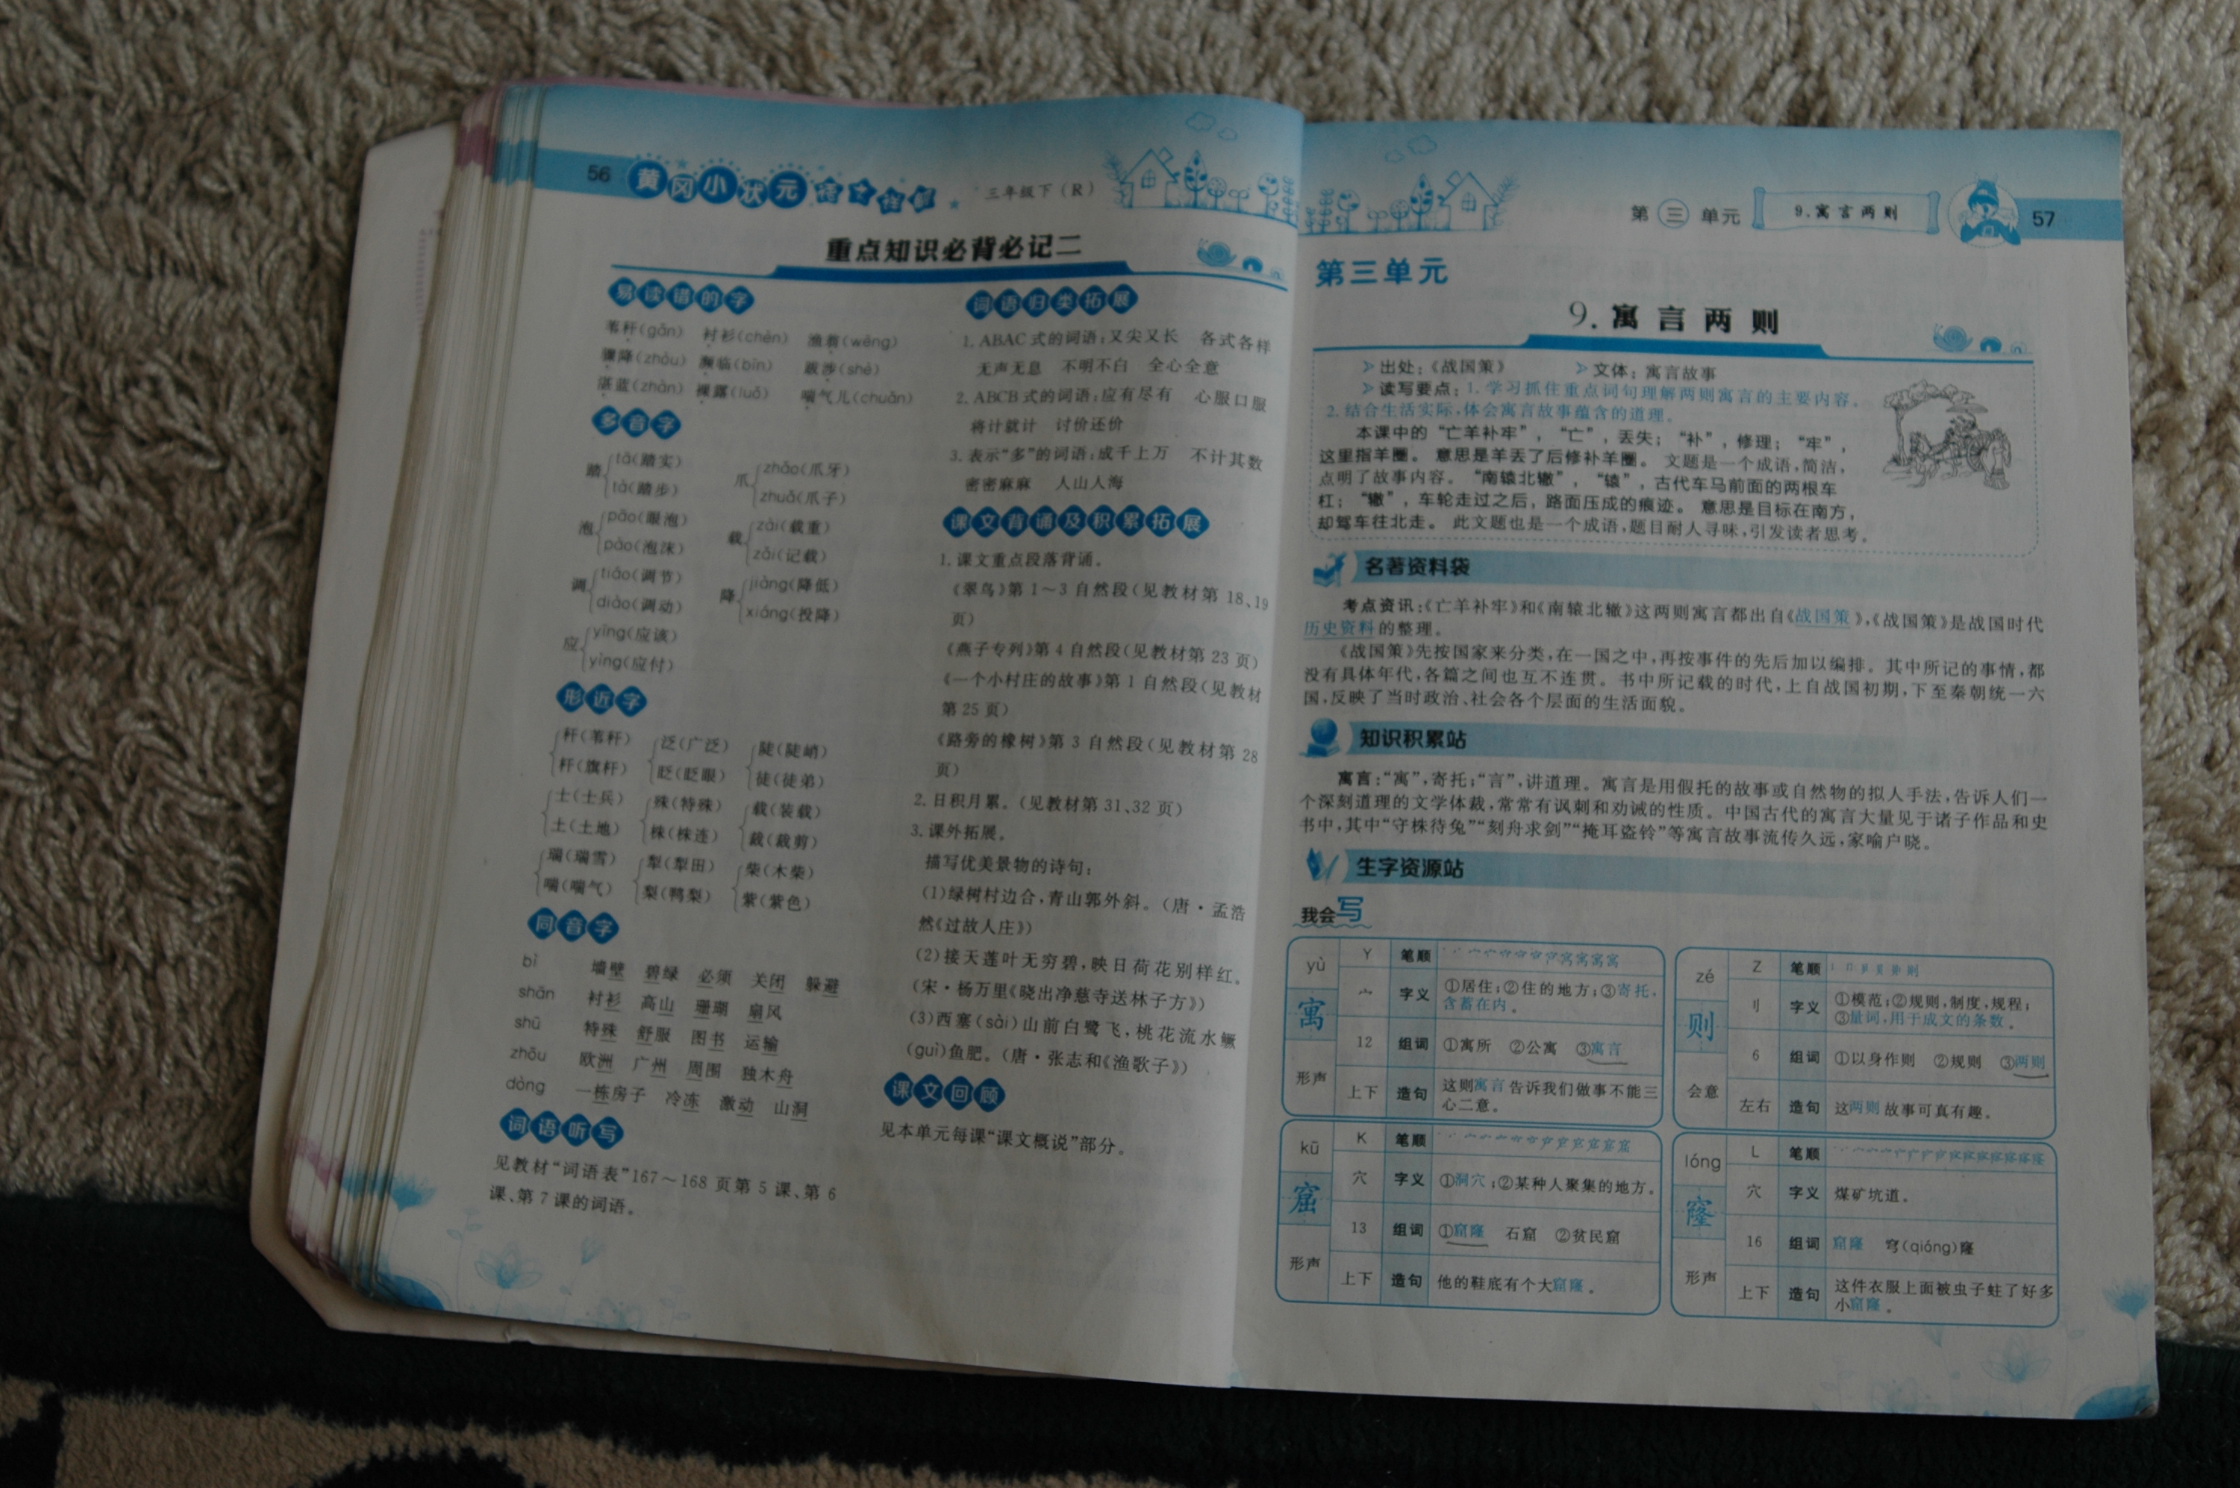 56 黄冈小状元 语文详解 三年级下(R)
重点知识必背必记二
易读错的字
苇秆(gǎn) 衬衫(chèn) 渔翁(wēng)
骤降(zhòu) 濒临(bīn) 跋涉(shè)
湛蓝(zhàn) 裸露(luǒ) 喘气儿(chuǎn)
多音字
踏 tā(踏实) tà(踏步)
爪 zhǎo(爪牙) zhuǎ(爪子)
泡 pāo(眼泡) pào(泡沫)
载 zài(载重) zǎi(记载)
调 tiáo(调节) diào(调动)
降 jiàng(降低) xiáng(投降)
应 yīng(应该) yìng(应付)
形近字
秆(苇秆) 泛(广泛) 陡(陡峭)
杆(旗杆) 眨(眨眼) 徒(徒弟)
士(士兵) 殊(特殊) 载(装载)
土(土地) 株(株连) 裁(裁剪)
瑞(瑞雪) 犁(犁田) 柴(木柴)
喘(喘气) 梨(鸭梨) 紫(紫色)
同音字
bì 墙壁 碧绿 必须 关闭 躲避
shān 衬衫 高山 珊瑚 扇风
shū 特殊 舒服 图书 运输
zhōu 欧洲 广州 周围 独木舟
dòng 一栋房子 冷冻 激动 山洞
词语听写
见教材“词语表”167～168页第5课、第6
课、第7课的词语。
词语归类拓展
1. ABAC式的词语:又尖又长 各式各样
无声无息 不明不白 全心全意
2. ABCB式的词语:应有尽有 心服口服
将计就计 讨价还价
3. 表示“多”的词语:成千上万 不计其数
密密麻麻 人山人海
课文背诵及积累拓展
1. 课文重点段落背诵。
《翠鸟》第1～3自然段(见教材第18、19
页)
《燕子专列》第4自然段(见教材第23页)
《一个小村庄的故事》第1自然段(见教材
第25页)
《路旁的橡树》第3自然段(见教材第28
页)
2. 日积月累。(见教材第31、32页)
3. 课外拓展。
描写优美景物的诗句:
(1)绿树村边合,青山郭外斜。(唐·孟浩
然《过故人庄》)
(2)接天莲叶无穷碧,映日荷花别样红。
(宋·杨万里《晓出净慈寺送林子方》)
(3)西塞(sài)山前白鹭飞,桃花流水鳜
(guì)鱼肥。(唐·张志和《渔歌子》)
课文回顾
见本单元每课“课文概说”部分。
第三单元 9.寓言两则 57
第三单元
9. 寓言两则
出处:《战国策》 文体:寓言故事
读写要点:1. 学习抓住重点词句理解两则寓言的主要内容。
2. 结合生活实际,体会寓言故事蕴含的道理。
本课中的“亡羊补牢”,“亡”,丢失;“补”,修理;“牢”,
这里指羊圈。意思是羊丢了后修补羊圈。文题是一个成语,简洁,
点明了故事内容。“南辕北辙”,“辕”,古代车马前面的两根车
杠;“辙”,车轮走过之后,路面压成的痕迹。意思是目标在南方,
却驾车往北走。此文题也是一个成语,题目耐人寻味,引发读者思考。
名著资料袋
考点资讯:《亡羊补牢》和《南辕北辙》这两则寓言都出自《战国策》,《战国策》是战国时代
历史资料的整理。
《战国策》先按国家来分类,在一国之中,再按事件的先后加以编排。其中所记的事情,都
没有具体年代,各篇之间也互不连贯。书中所记载的时代,上自战国初期,下至秦朝统一六
国,反映了当时政治、社会各个层面的生活面貌。
知识积累站
寓言:“寓”,寄托;“言”,讲道理。寓言是用假托的故事或自然物的拟人手法,告诉人们一
个深刻道理的文学体裁,常常有讽刺和劝诫的性质。中国古代的寓言大量见于诸子作品和史
书中,其中“守株待兔”“刻舟求剑”“掩耳盗铃”等寓言故事流传久远,家喻户晓。
生字资源站
我会写
yù Y 笔顺
寓 宀 字义 ①居住;②住的地方;③寄托,
含蓄在内。
12 组词 ①寓所 ②公寓 ③寓言
形声 上下 造句 这则寓言告诉我们做事不能三
心二意。
zé Z 笔顺
则 刂 字义 ①模范;②规则,制度,规程;
③量词,用于成文的条数。
6 组词 ①以身作则 ②规则 ③两则
会意 左右 造句 这两则故事可真有趣。
kū K 笔顺
窟 穴 字义 ①洞穴;②某种人聚集的地方。
13 组词 ①窟窿 石窟 ②贫民窟
形声 上下 造句 他的鞋底有个大窟窿。
lóng L 笔顺
窿 穴 字义 煤矿坑道。
16 组词 窟窿 穹(qióng)窿
形声 上下 造句 这件衣服上面被虫子蛀了好多
小窟窿。